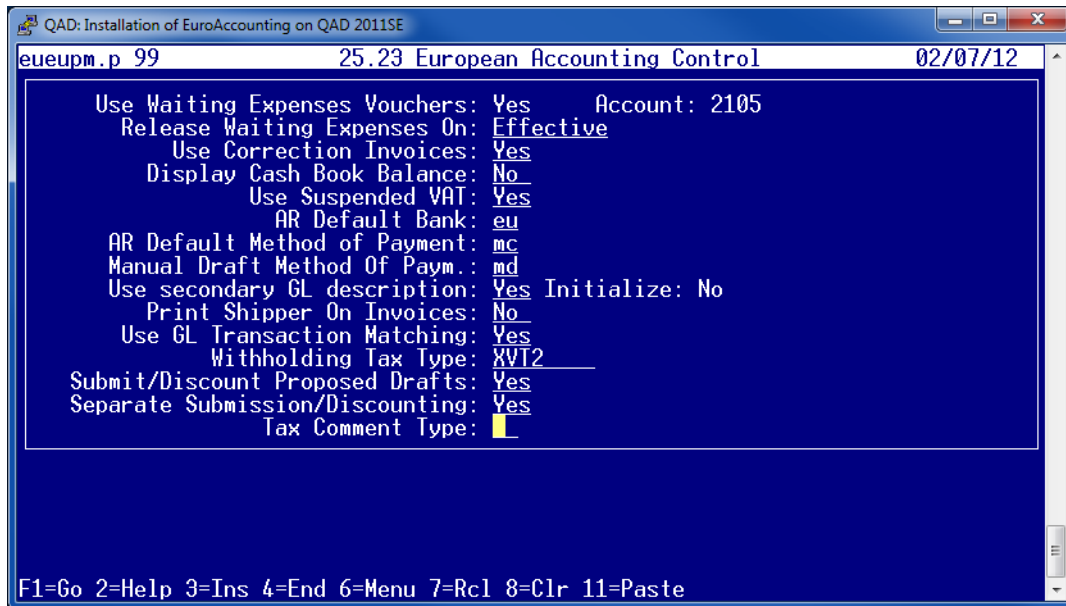 QAD: Installation of EuroAccounting on QAD 2011SE
eueupm.p 99 25.23 European Accounting Control 02/07/12
Use Waiting Expenses Vouchers: Yes Account: 2105
Release Waiting Expenses On: Effective
Use Correction Invoices: Yes
Display Cash Book Balance: No
Use Suspended VAT: Yes
AR Default Bank: eu
AR Default Method of Payment: mc
Manual Draft Method Of Paym.: md
Use secondary GL description: Yes Initialize: No
Print Shipper On Invoices: No
Use GL Transaction Matching: Yes
Withholding Tax Type: XVT2
Submit/Discount Proposed Drafts: Yes
Separate Submission/Discounting: Yes
Tax Comment Type:
F1=Go 2=Help 3=Ins 4=End 6=Menu 7=Rcl 8=Clr 11=Paste